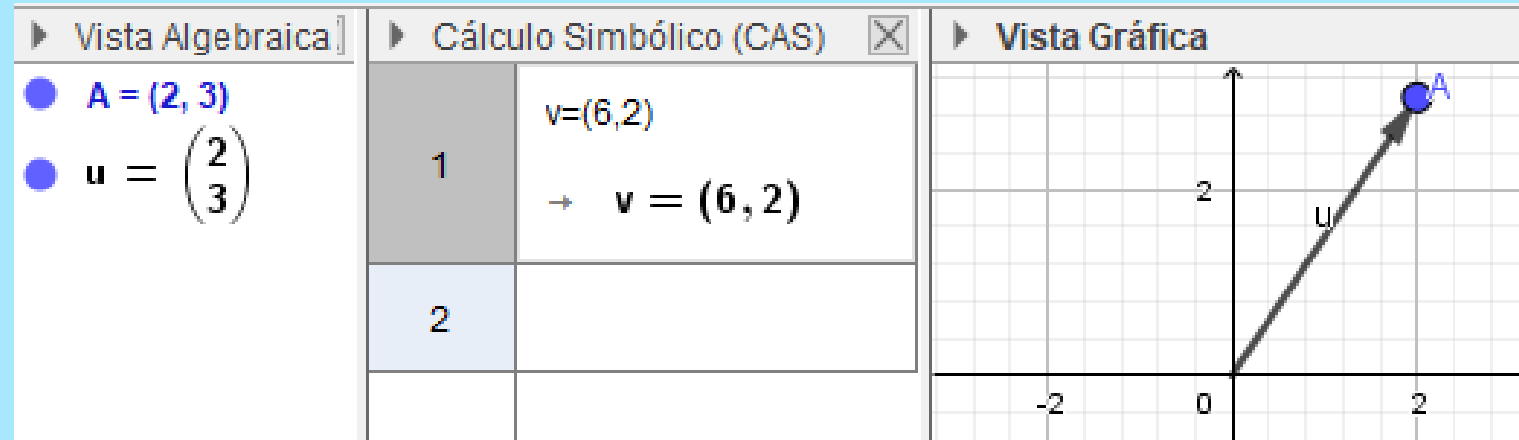 Vista Algebraica
A = (2, 3)
u = (2
3)
Cálculo Simbólico (CAS)
1
v=(6,2)
→ v = (6, 2)
2
Vista Gráfica
A
2
u
-2 0 2